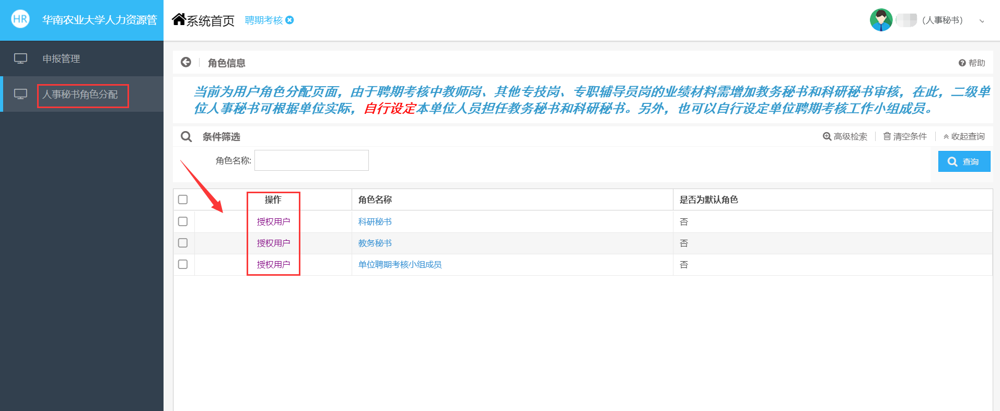 HR 华南农业大学人力资源管
系统首页 聘期考核
(人事秘书)
申报管理
人事秘书角色分配
角色信息
帮助
当前为用户角色分配页面，由于聘期考核中教师岗、其他专技岗、专职辅导员岗的业绩材料需增加教务秘书和科研秘书审核，在此，二级单
位人事秘书可根据单位实际，自行设定本单位人员担任教务秘书和科研秘书。另外，也可以自行设定单位聘期考核工作小组成员。
条件筛选
高级检索 清空条件 收起查询
角色名称:
查询
操作 角色名称 是否为默认角色
授权用户 科研秘书 否
授权用户 教务秘书 否
授权用户 单位聘期考核小组成员 否